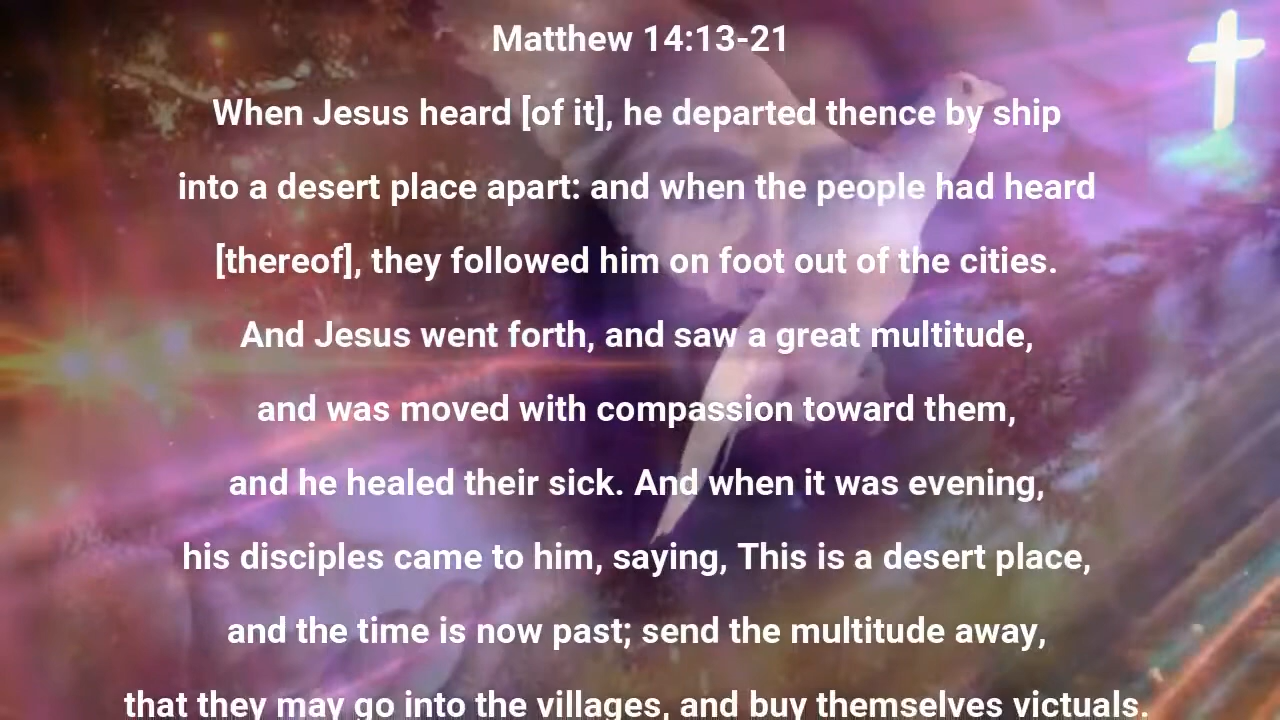 Matthew 14:13-21
When Jesus heard [of it], he departed thence by ship
into a desert place apart: and when the people had heard
[thereof], they followed him on foot out of the cities.
And Jesus went forth, and saw a great multitude,
and was moved with compassion toward them,
and he healed their sick. And when it was evening,
his disciples came to him, saying, This is a desert place,
and the time is now past; send the multitude away,
that they may go into the villages, and buy themselves victuals.